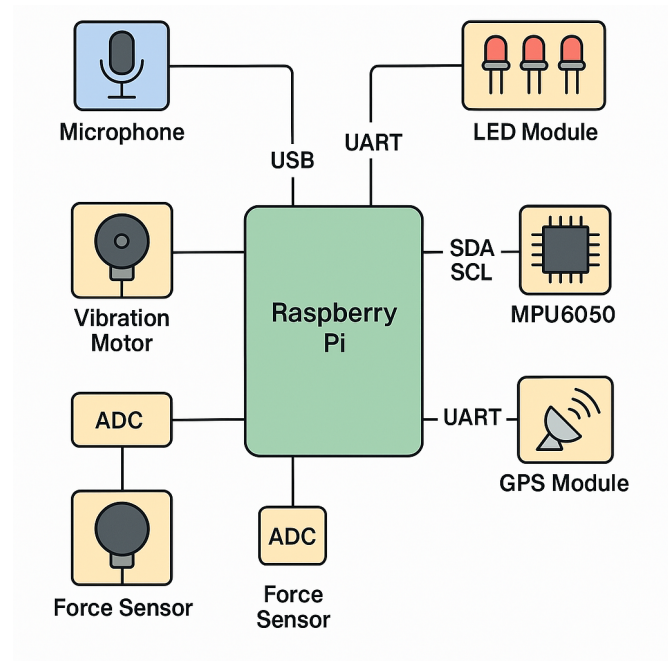 Microphone
LED Module
USB
UART
Vibration
Motor
Raspberry
Pi
SDA
SCL
MPU6050
ADC
UART
GPS Module
Force Sensor
ADC
Force
Sensor